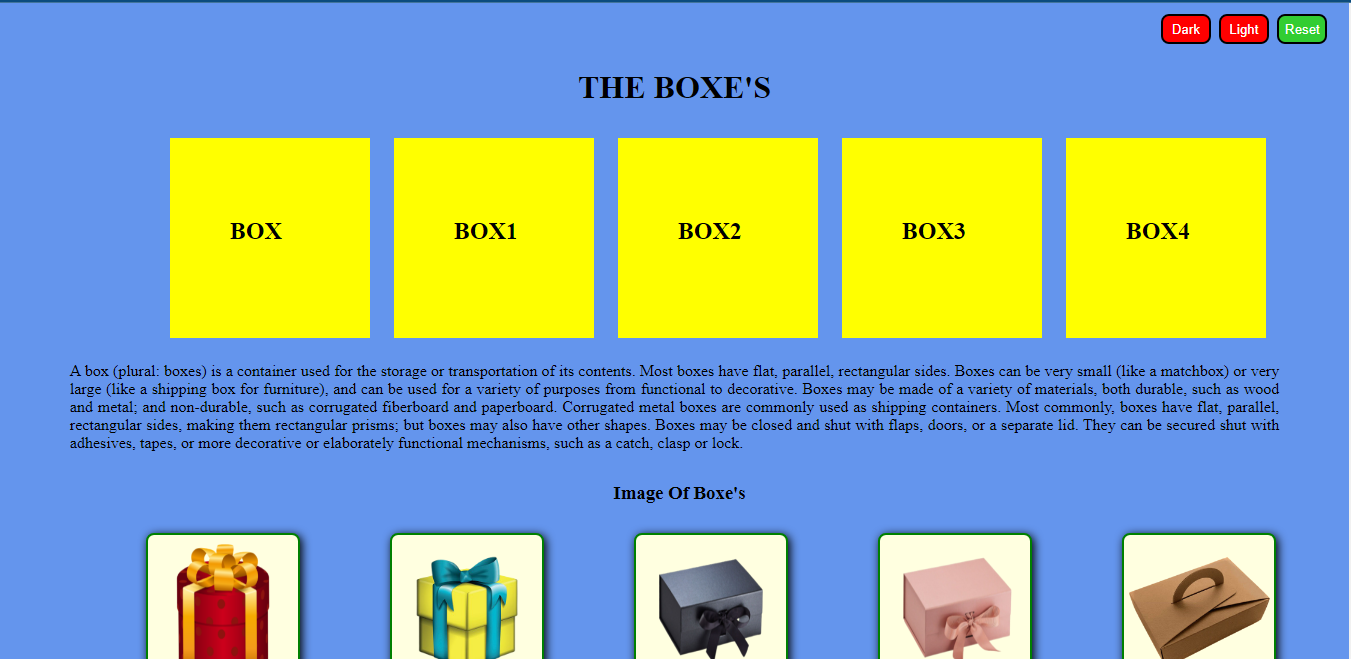 Dark Light Reset
THE BOXE'S
BOX BOX1 BOX2 BOX3 BOX4
A box (plural: boxes) is a container used for the storage or transportation of its contents. Most boxes have flat, parallel, rectangular sides. Boxes can be very small (like a matchbox) or very
large (like a shipping box for furniture), and can be used for a variety of purposes from functional to decorative. Boxes may be made of a variety of materials, both durable, such as wood
and metal; and non-durable, such as corrugated fiberboard and paperboard. Corrugated metal boxes are commonly used as shipping containers. Most commonly, boxes have flat, parallel,
rectangular sides, making them rectangular prisms; but boxes may also have other shapes. Boxes may be closed and shut with flaps, doors, or a separate lid. They can be secured shut with
adhesives, tapes, or more decorative or elaborately functional mechanisms, such as a catch, clasp or lock.
Image Of Boxe's